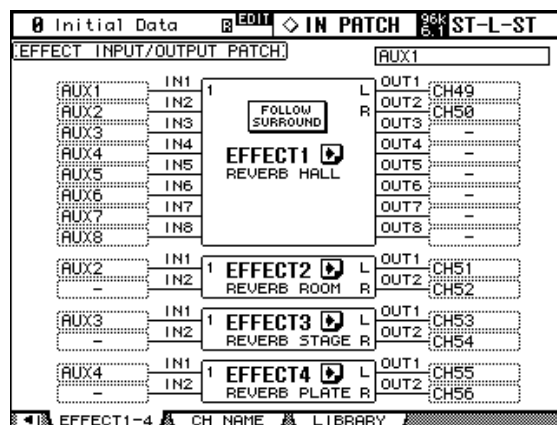 0 Initial Data R EDIT ◇ IN PATCH 96k 6.1 ST-L-ST
EFFECT INPUT/OUTPUT PATCH AUX1
AUX1 IN1 1 L OUT1 CH49
AUX2 IN2 R OUT2 CH50
AUX3 IN3 FOLLOW SURROUND OUT3 -
AUX4 IN4 OUT4 -
AUX5 IN5 EFFECT1 OUT5 -
AUX6 IN6 REVERB HALL OUT6 -
AUX7 IN7 OUT7 -
AUX8 IN8 OUT8 -
AUX2 IN1 1 EFFECT2 L OUT1 CH51
- IN2 REVERB ROOM R OUT2 CH52
AUX3 IN1 1 EFFECT3 L OUT1 CH53
- IN2 REVERB STAGE R OUT2 CH54
AUX4 IN1 1 EFFECT4 L OUT1 CH55
- IN2 REVERB PLATE R OUT2 CH56
EFFECT1-4 CH NAME LIBRARY